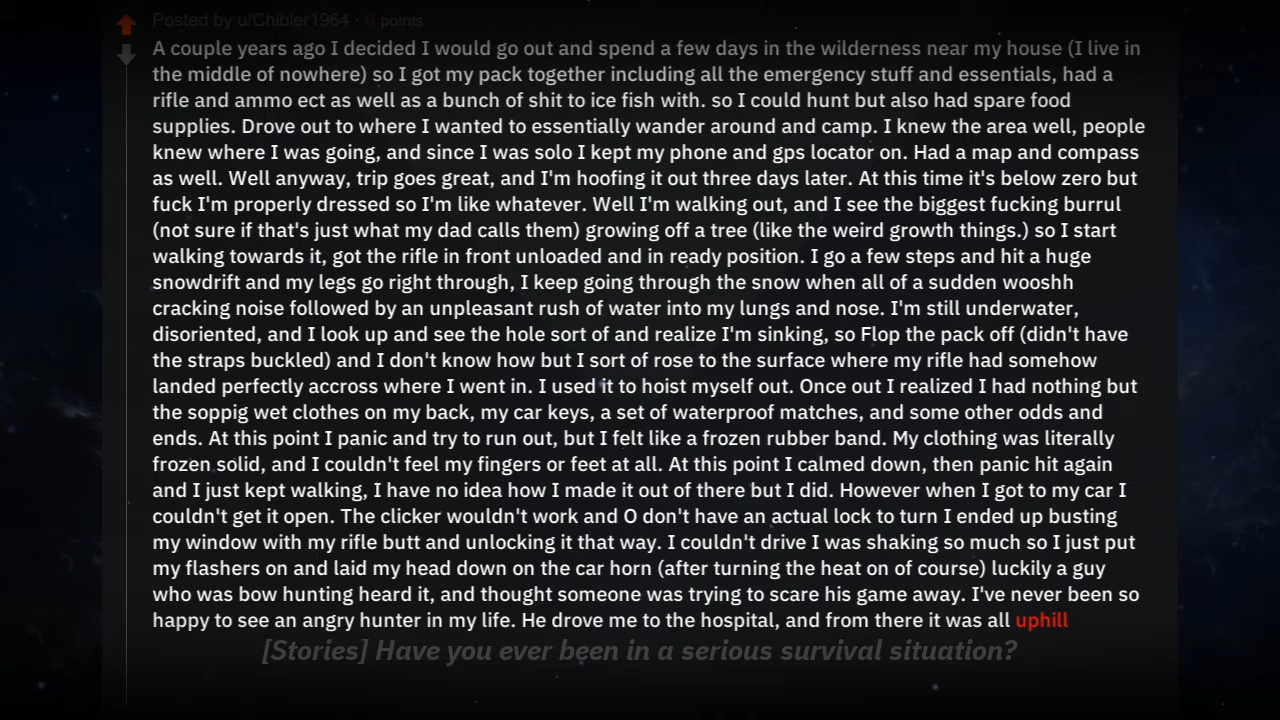 Posted by u/Chibler1964 · 6 points
A couple years ago I decided I would go out and spend a few days in the wilderness near my house (I live in
the middle of nowhere) so I got my pack together including all the emergency stuff and essentials, had a
rifle and ammo ect as well as a bunch of shit to ice fish with. so I could hunt but also had spare food
supplies. Drove out to where I wanted to essentially wander around and camp. I knew the area well, people
knew where I was going, and since I was solo I kept my phone and gps locator on. Had a map and compass
as well. Well anyway, trip goes great, and I'm hoofing it out three days later. At this time it's below zero but
fuck I'm properly dressed so I'm like whatever. Well I'm walking out, and I see the biggest fucking burrul
(not sure if that's just what my dad calls them) growing off a tree (like the weird growth things.) so I start
walking towards it, got the rifle in front unloaded and in ready position. I go a few steps and hit a huge
snowdrift and my legs go right through, I keep going through the snow when all of a sudden wooshh
cracking noise followed by an unpleasant rush of water into my lungs and nose. I'm still underwater,
disoriented, and I look up and see the hole sort of and realize I'm sinking, so Flop the pack off (didn't have
the straps buckled) and I don't know how but I sort of rose to the surface where my rifle had somehow
landed perfectly accross where I went in. I used it to hoist myself out. Once out I realized I had nothing but
the soppig wet clothes on my back, my car keys, a set of waterproof matches, and some other odds and
ends. At this point I panic and try to run out, but I felt like a frozen rubber band. My clothing was literally
frozen solid, and I couldn't feel my fingers or feet at all. At this point I calmed down, then panic hit again
and I just kept walking, I have no idea how I made it out of there but I did. However when I got to my car I
couldn't get it open. The clicker wouldn't work and O don't have an actual lock to turn I ended up busting
my window with my rifle butt and unlocking it that way. I couldn't drive I was shaking so much so I just put
my flashers on and laid my head down on the car horn (after turning the heat on of course) luckily a guy
who was bow hunting heard it, and thought someone was trying to scare his game away. I've never been so
happy to see an angry hunter in my life. He drove me to the hospital, and from there it was all uphill
[Stories] Have you ever been in a serious survival situation?